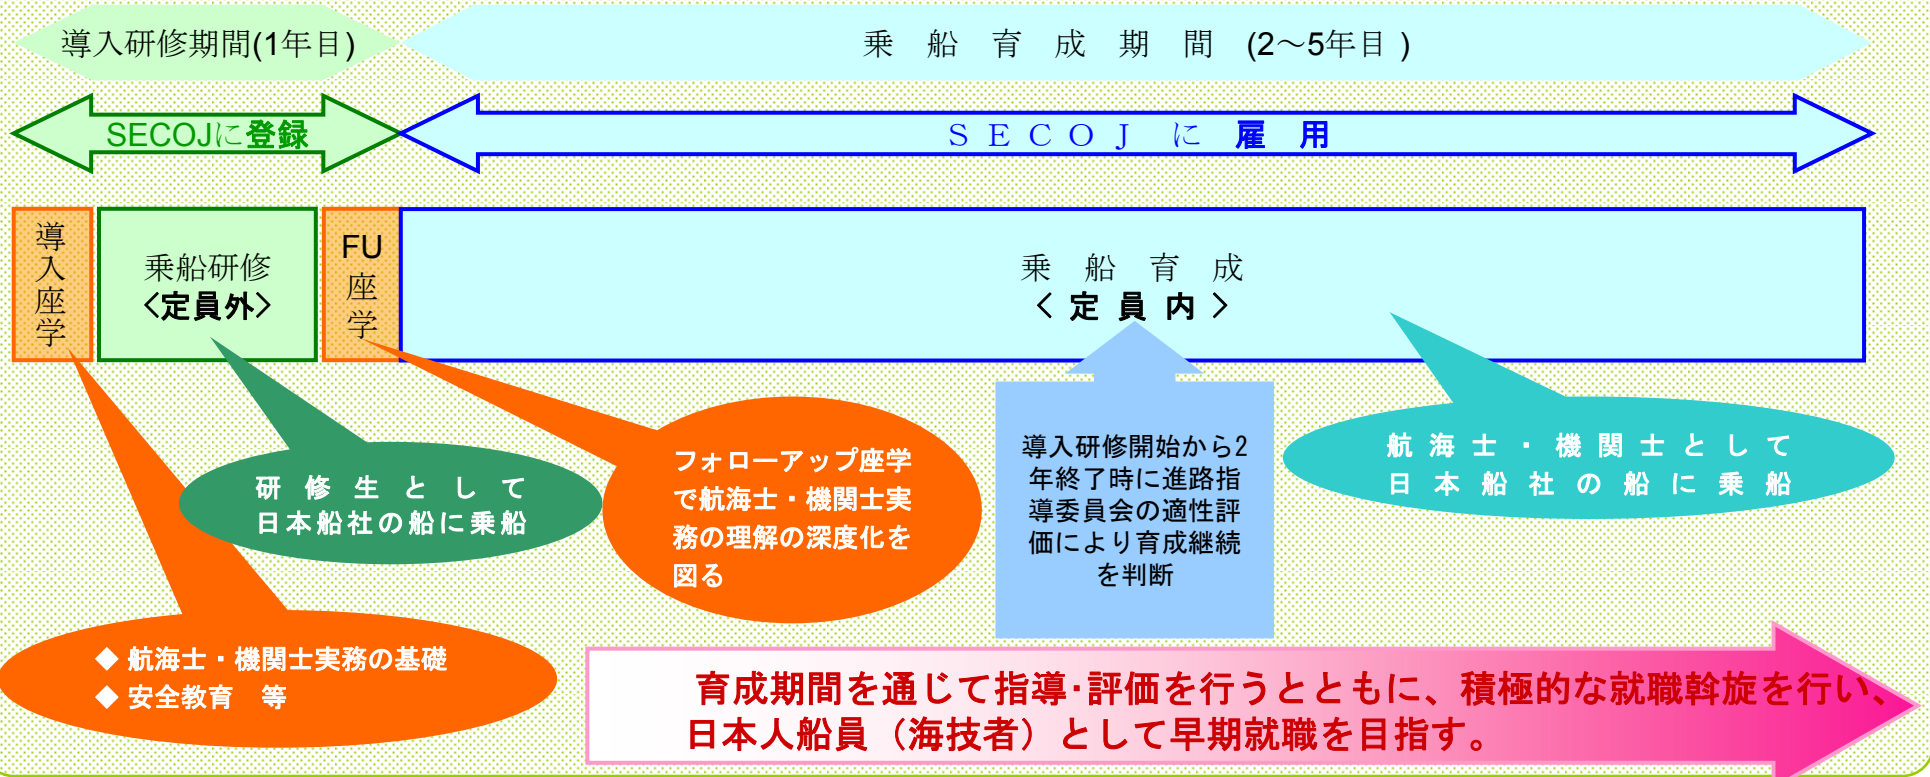 導入研修期間(1年目)
乗船育成期間 (2～5年目)
SECOJに登録
SECOJに雇用
導入座学
乗船研修
<定員外>
FU座学
乗船育成
<定員内>
研修生として
日本船社の船に乗船
フォローアップ座学
で航海士・機関士実
務の理解の深度化を
図る
導入研修開始から2
年終了時に進路指
導委員会の適性評
価により育成継続
を判断
航海士・機関士として
日本船社の船に乗船
◆ 航海士・機関士実務の基礎
◆ 安全教育　等
育成期間を通じて指導・評価を行うとともに、積極的な就職斡旋を行い、
日本人船員（海技者）として早期就職を目指す。